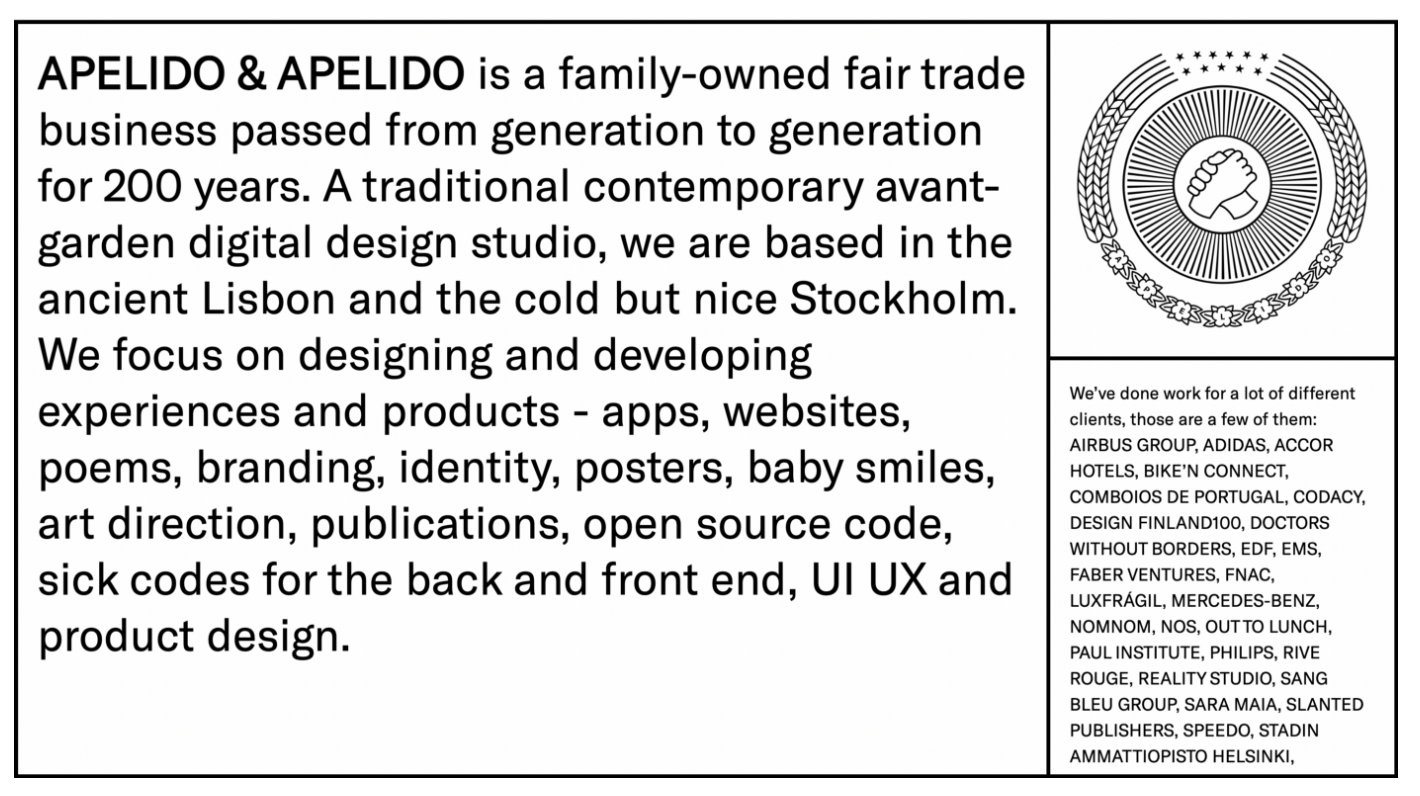 APELIDO & APELIDO is a family-owned fair trade
business passed from generation to generation
for 200 years. A traditional contemporary avant-
garden digital design studio, we are based in the
ancient Lisbon and the cold but nice Stockholm.
We focus on designing and developing
experiences and products - apps, websites,
poems, branding, identity, posters, baby smiles,
art direction, publications, open source code,
sick codes for the back and front end, UI UX and
product design.
APELIDO
We've done work for a lot of different
clients, those are a few of them:
AIRBUS GROUP, ADIDAS, ACCOR
HOTELS, BIKE'N CONNECT,
COMBOIOS DE PORTUGAL, CODACY,
DESIGN FINLAND100, DOCTORS
WITHOUT BORDERS, EDF, EMS,
FABER VENTURES, FNAC,
LUXFRÁGIL, MERCEDES-BENZ,
NOMNOM, NOS, OUT TO LUNCH,
PAUL INSTITUTE, PHILIPS, RIVE
ROUGE, REALITY STUDIO, SANG
BLEU GROUP, SARA MAIA, SLANTED
PUBLISHERS, SPEEDO, STADIN
AMMATTIOPISTO HELSINKI,